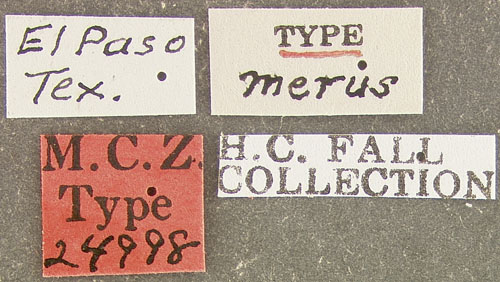 El Paso
Tex.
TYPE
merus
M.C.Z.
Type
24998
H.C. FALL
COLLECTION